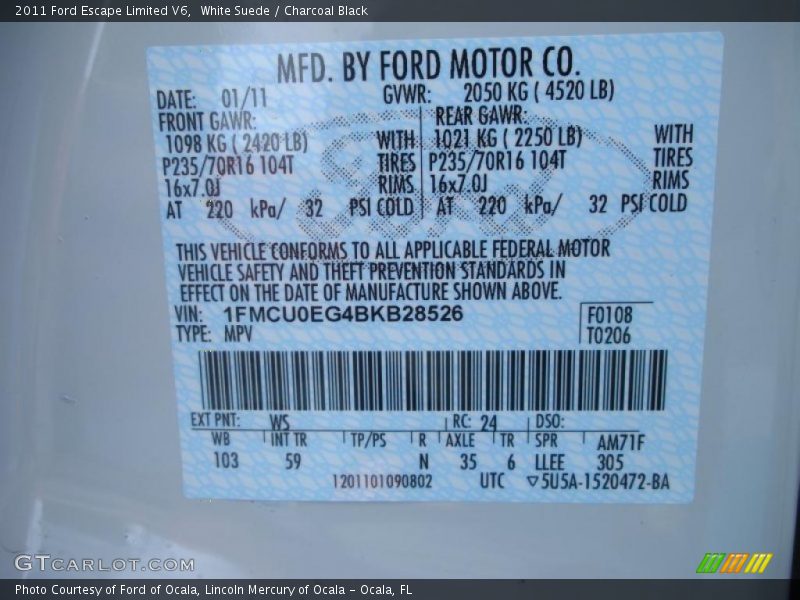 2011 Ford Escape Limited V6,  White Suede / Charcoal Black
MFD. BY FORD MOTOR CO.
DATE: 01/11 GVWR: 2050 KG ( 4520 LB)
FRONT GAWR: REAR GAWR:
1098 KG ( 2420 LB) WITH 1021 KG ( 2250 LB) WITH
P235/70R16 104T TIRES P235/70R16 104T TIRES
16x7.0J RIMS 16x7.0J RIMS
AT 220 kPa/ 32 PSI COLD AT 220 kPa/ 32 PSI COLD
Ford
THIS VEHICLE CONFORMS TO ALL APPLICABLE FEDERAL MOTOR
VEHICLE SAFETY AND THEFT PREVENTION STANDARDS IN
EFFECT ON THE DATE OF MANUFACTURE SHOWN ABOVE.
VIN: 1FMCU0EG4BKB28526 F0108
TYPE: MPV T0206
EXT PNT: WS RC: 24 DSO:
WB INT TR TP/PS R AXLE TR SPR AM71F
103 59 N 35 6 LLEE 305
1201101090802 UTC ▽5U5A-1520472-BA
GTCARLOT.COM
Photo Courtesy of Ford of Ocala, Lincoln Mercury of Ocala – Ocala, FL